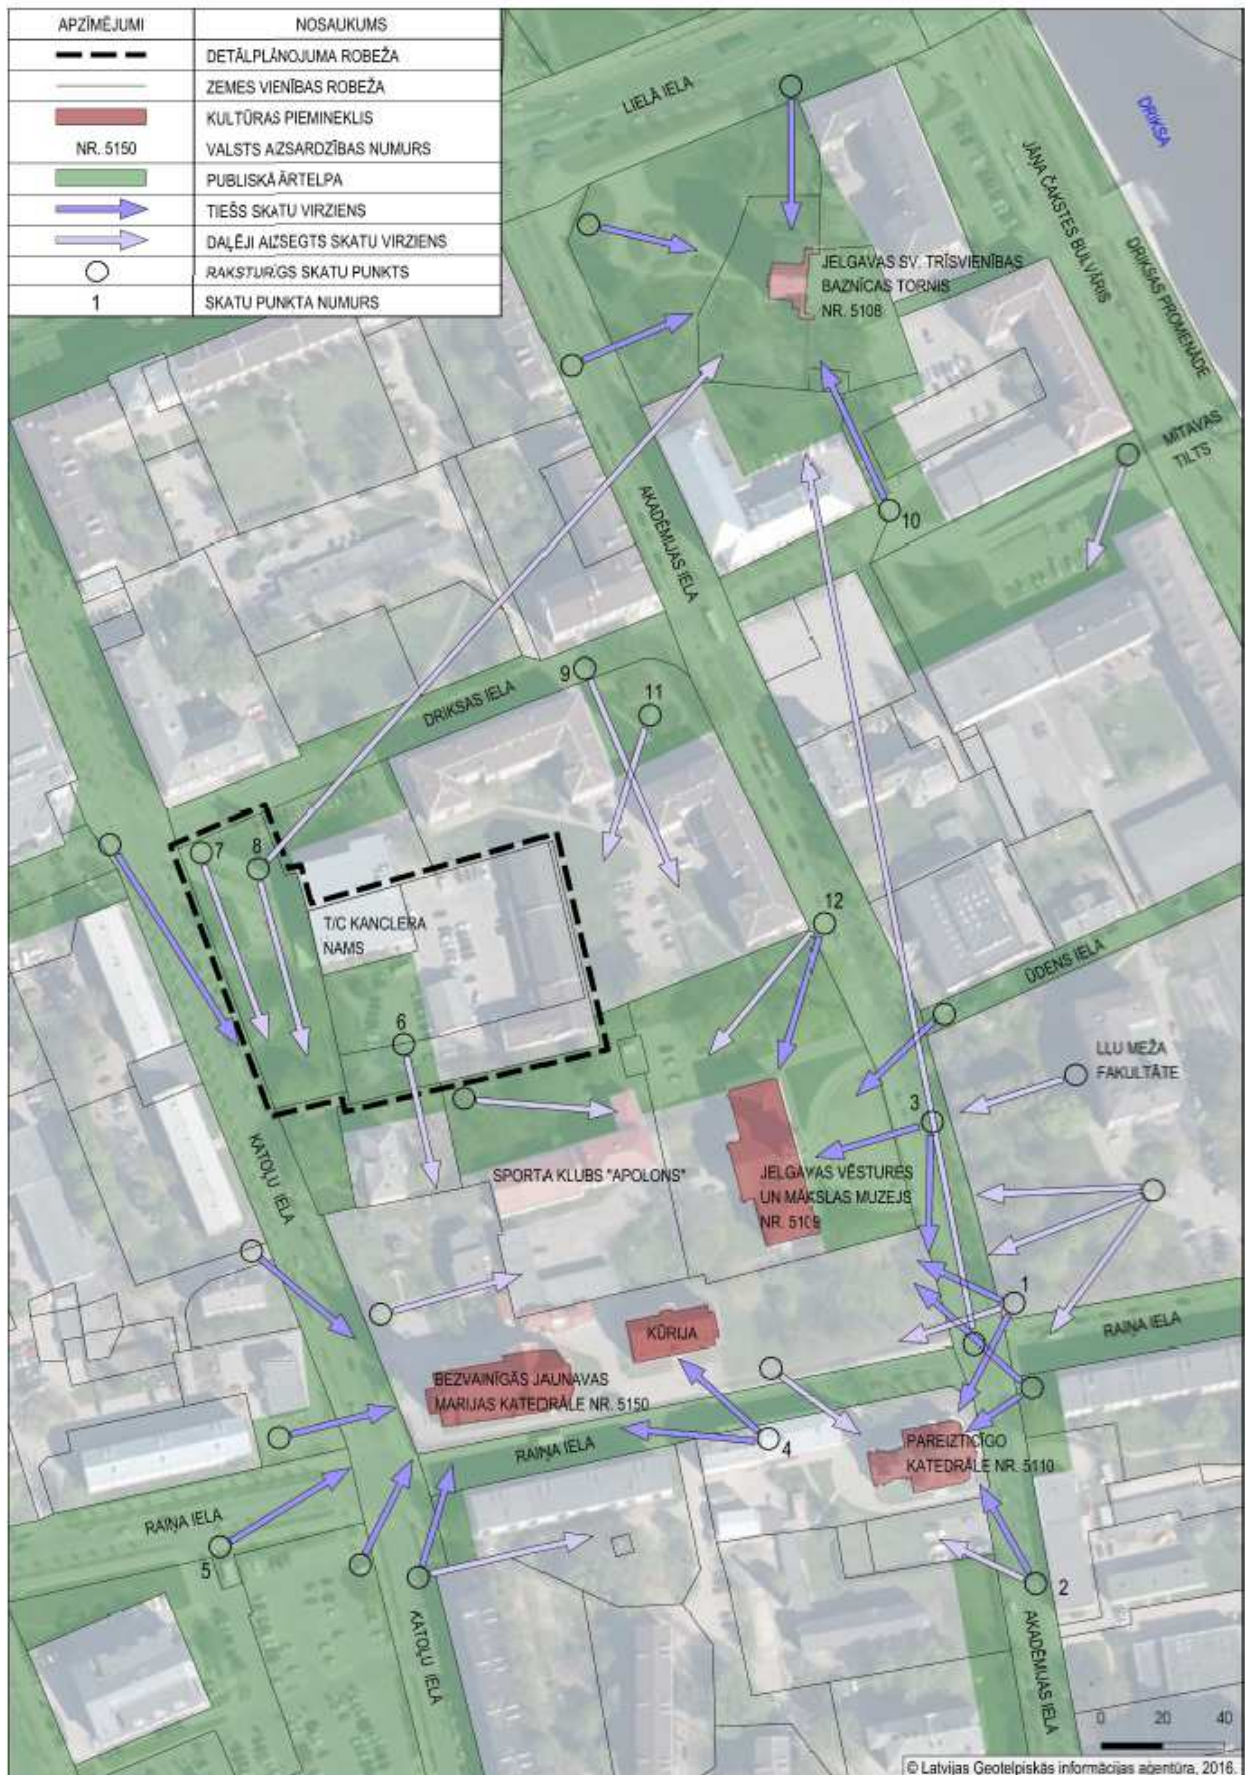 APZĪMĒJUMI NOSAUKUMS
DETĀLPLĀNOJUMA ROBEŽA
ZEMES VIENĪBAS ROBEŽA
KULTŪRAS PIEMINEKLIS
NR. 5150 VALSTS AIZSARDZĪBAS NUMURS
PUBLISKĀ ĀRTELPA
TIEŠS SKATU VIRZIENS
DAĻĒJI AIZSEGTS SKATU VIRZIENS
RAKSTURĪGS SKATU PUNKTS
1 SKATU PUNKTA NUMURS
LIELĀ IELA
DRIKSA
JĀŅA ČAKSTES BULVĀRIS
DRIKSAS PROMENĀDE
JELGAVAS SV. TRĪSVIENĪBAS
BAZNĪCAS TORNIS
NR. 5108
MĪTAVAS
TILTS
10
AKADĒMIJAS IELA
9
11
DRIKSAS IELA
7
8
T/C KANCLERA
NAMS
12
ŪDENS IELA
6
LLU MEŽA
FAKULTĀTE
3
KATOĻU IELA
SPORTA KLUBS "APOLONS"
JELGAVAS VĒSTURES
UN MĀKSLAS MUZEJS
NR. 5109
1
RAIŅA IELA
KŪRIJA
BEZVAINĪGĀS JAUNAVAS
MARIJAS KATEDRĀLE NR. 5150
RAIŅA IELA
4
PAREIZTICĪGO
KATEDRĀLE NR. 5110
RAIŅA IELA
5
2
KATOĻU IELA
AKADĒMIJAS IELA
0 20 40
© Latvijas Ģeotelpiskās informācijas aģentūra, 2016.